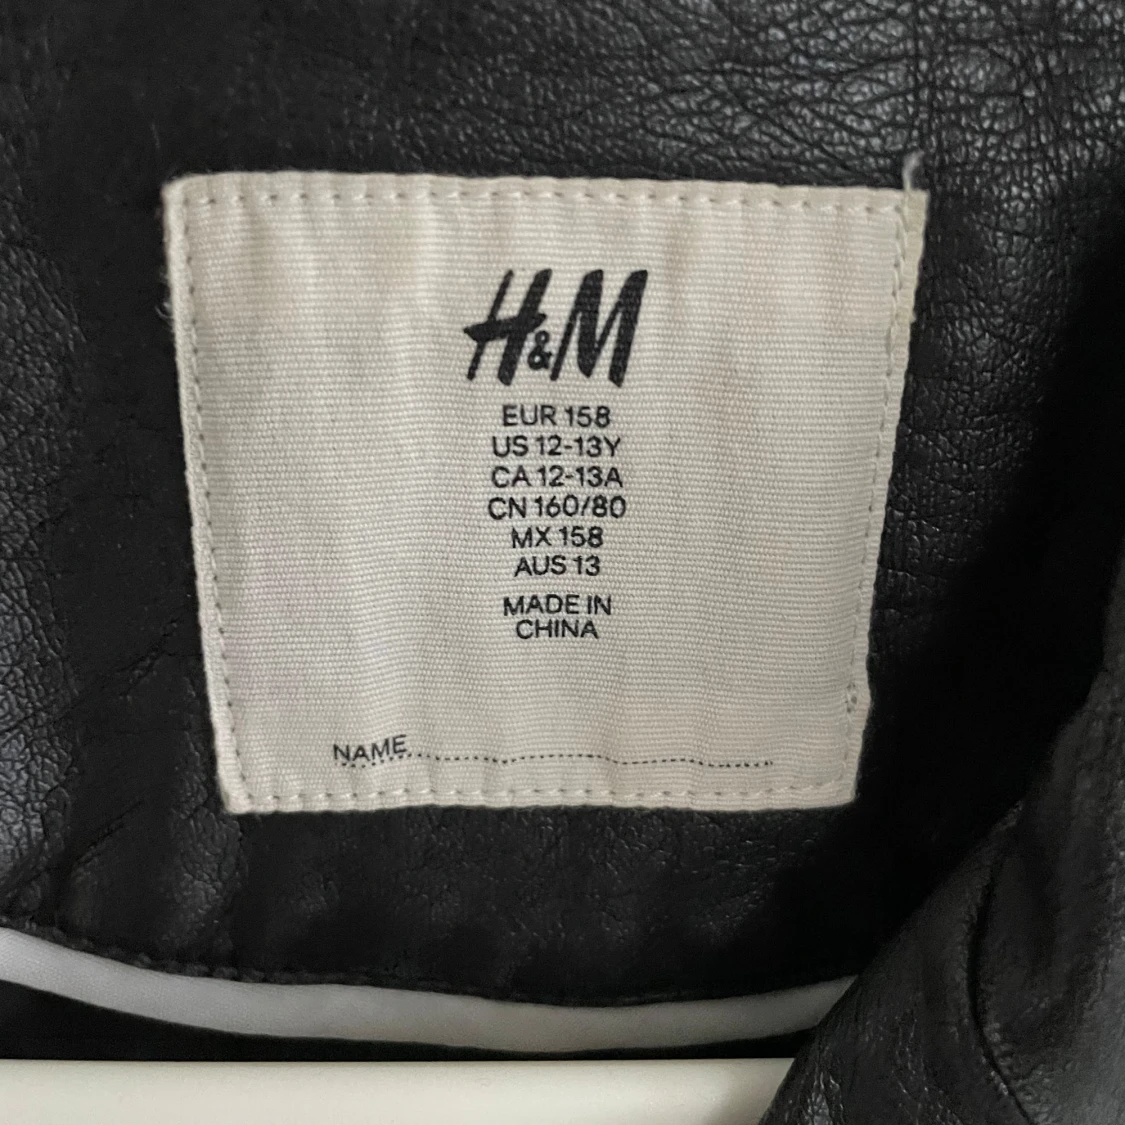 H&M
EUR 158
US 12-13Y
CA 12-13A
CN 160/80
MX 158
AUS 13
MADE IN
CHINA
NAME